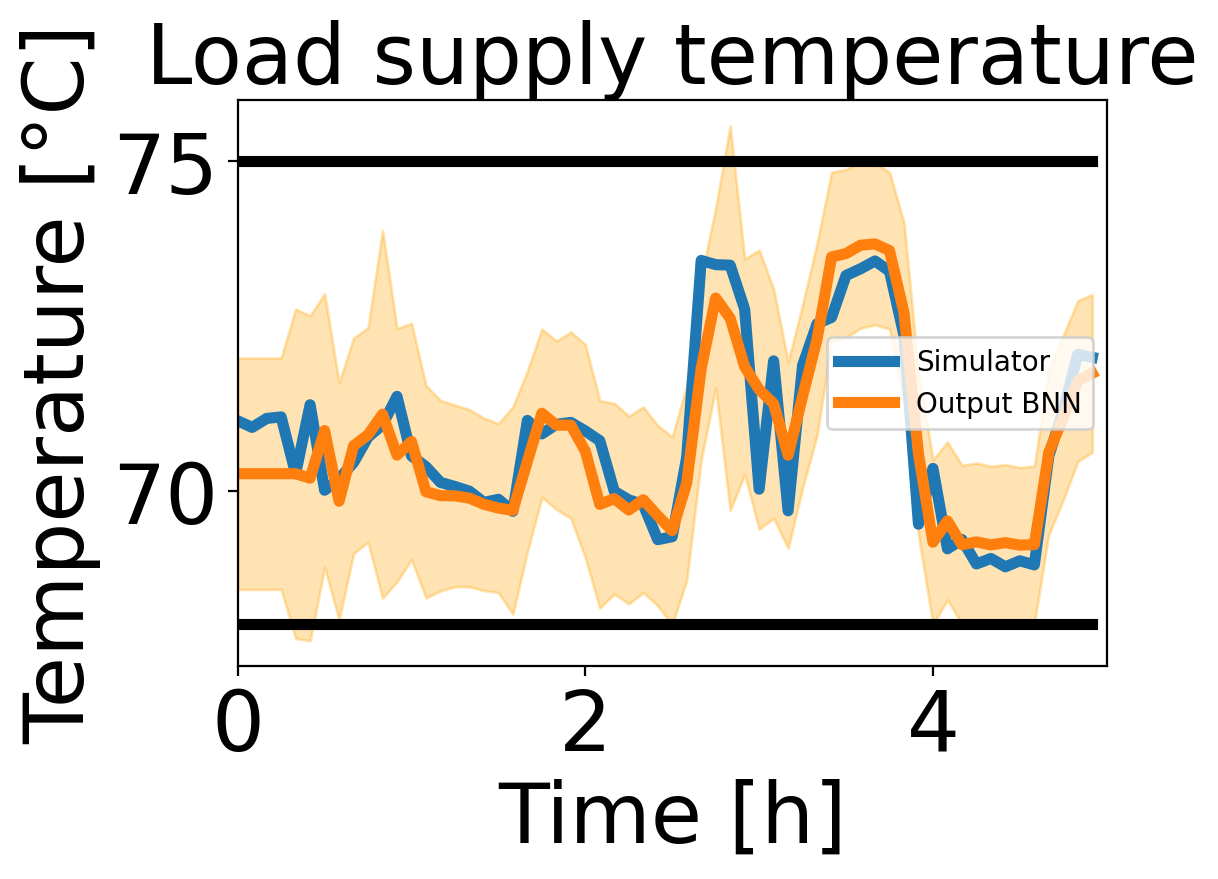 Load supply temperature
Temperature [°C]
75
70
Simulator
Output BNN
0 2 4
Time [h]